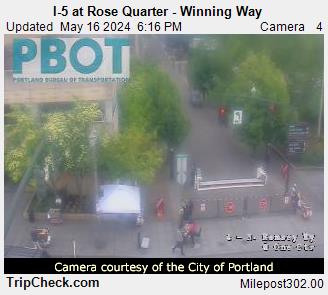 I-5 at Rose Quarter - Winning Way
Updated May 16 2024 6:16 PM Camera 4
PBOT
PORTLAND BUREAU OF TRANSPORTATION
Camera courtesy of the City of Portland
TripCheck.com Milepost302.00